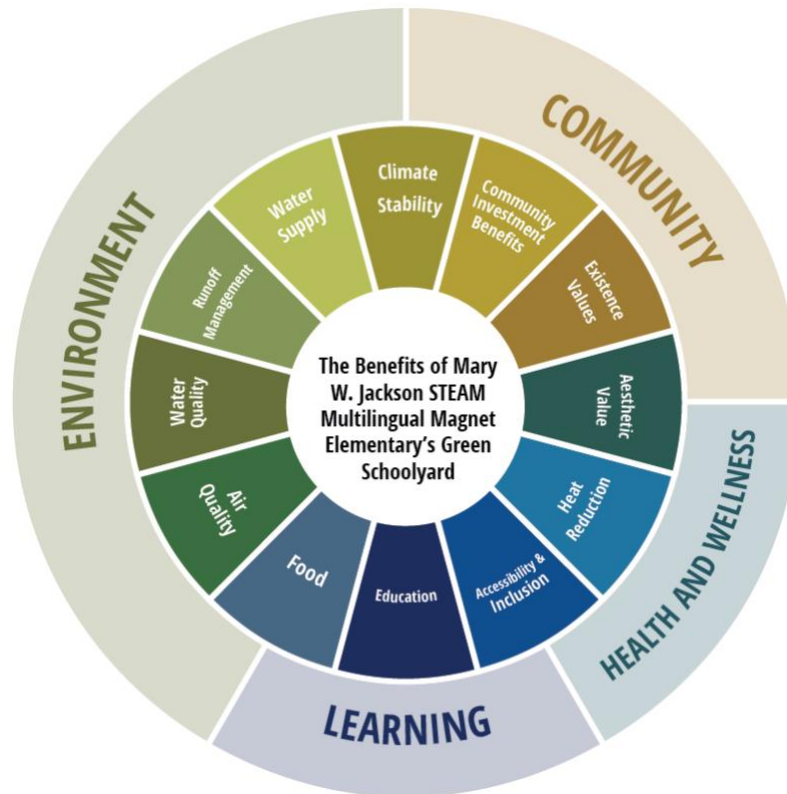 The Benefits of Mary
W. Jackson STEAM
Multilingual Magnet
Elementary’s Green
Schoolyard
COMMUNITY
HEALTH AND WELLNESS
LEARNING
ENVIRONMENT
Climate
Stability
Community
Investment
Benefits
Existence
Values
Aesthetic
Value
Heat
Reduction
Accessibility &
Inclusion
Education
Food
Air
Quality
Water
Quality
Runoff
Management
Water
Supply